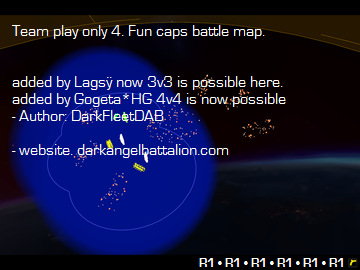 Team play only 4. Fun caps battle map.
added by Lagsÿ now 3v3 is possible here.
added by Gogeta*HG 4v4 is now possible
- Author: DarkFleetDAB
- website. darkangelbattalion.com
R1 • R1 • R1 • R1 • R1 • R1 r